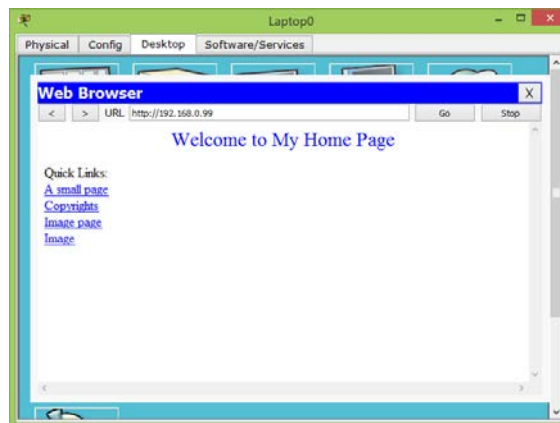 Laptop0
Physical Config Desktop Software/Services
Web Browser X
< > URL http://192.168.0.99 Go Stop
Welcome to My Home Page
Quick Links:
A small page
Copyrights
Image page
Image